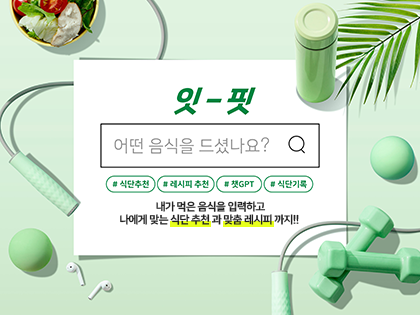 잇-핏
어떤 음식을 드셨나요?
# 식단추천 # 레시피 추천 # 챗GPT # 식단기록
내가 먹은 음식을 입력하고
나에게 맞는 식단 추천 과 맞춤 레시피 까지!!